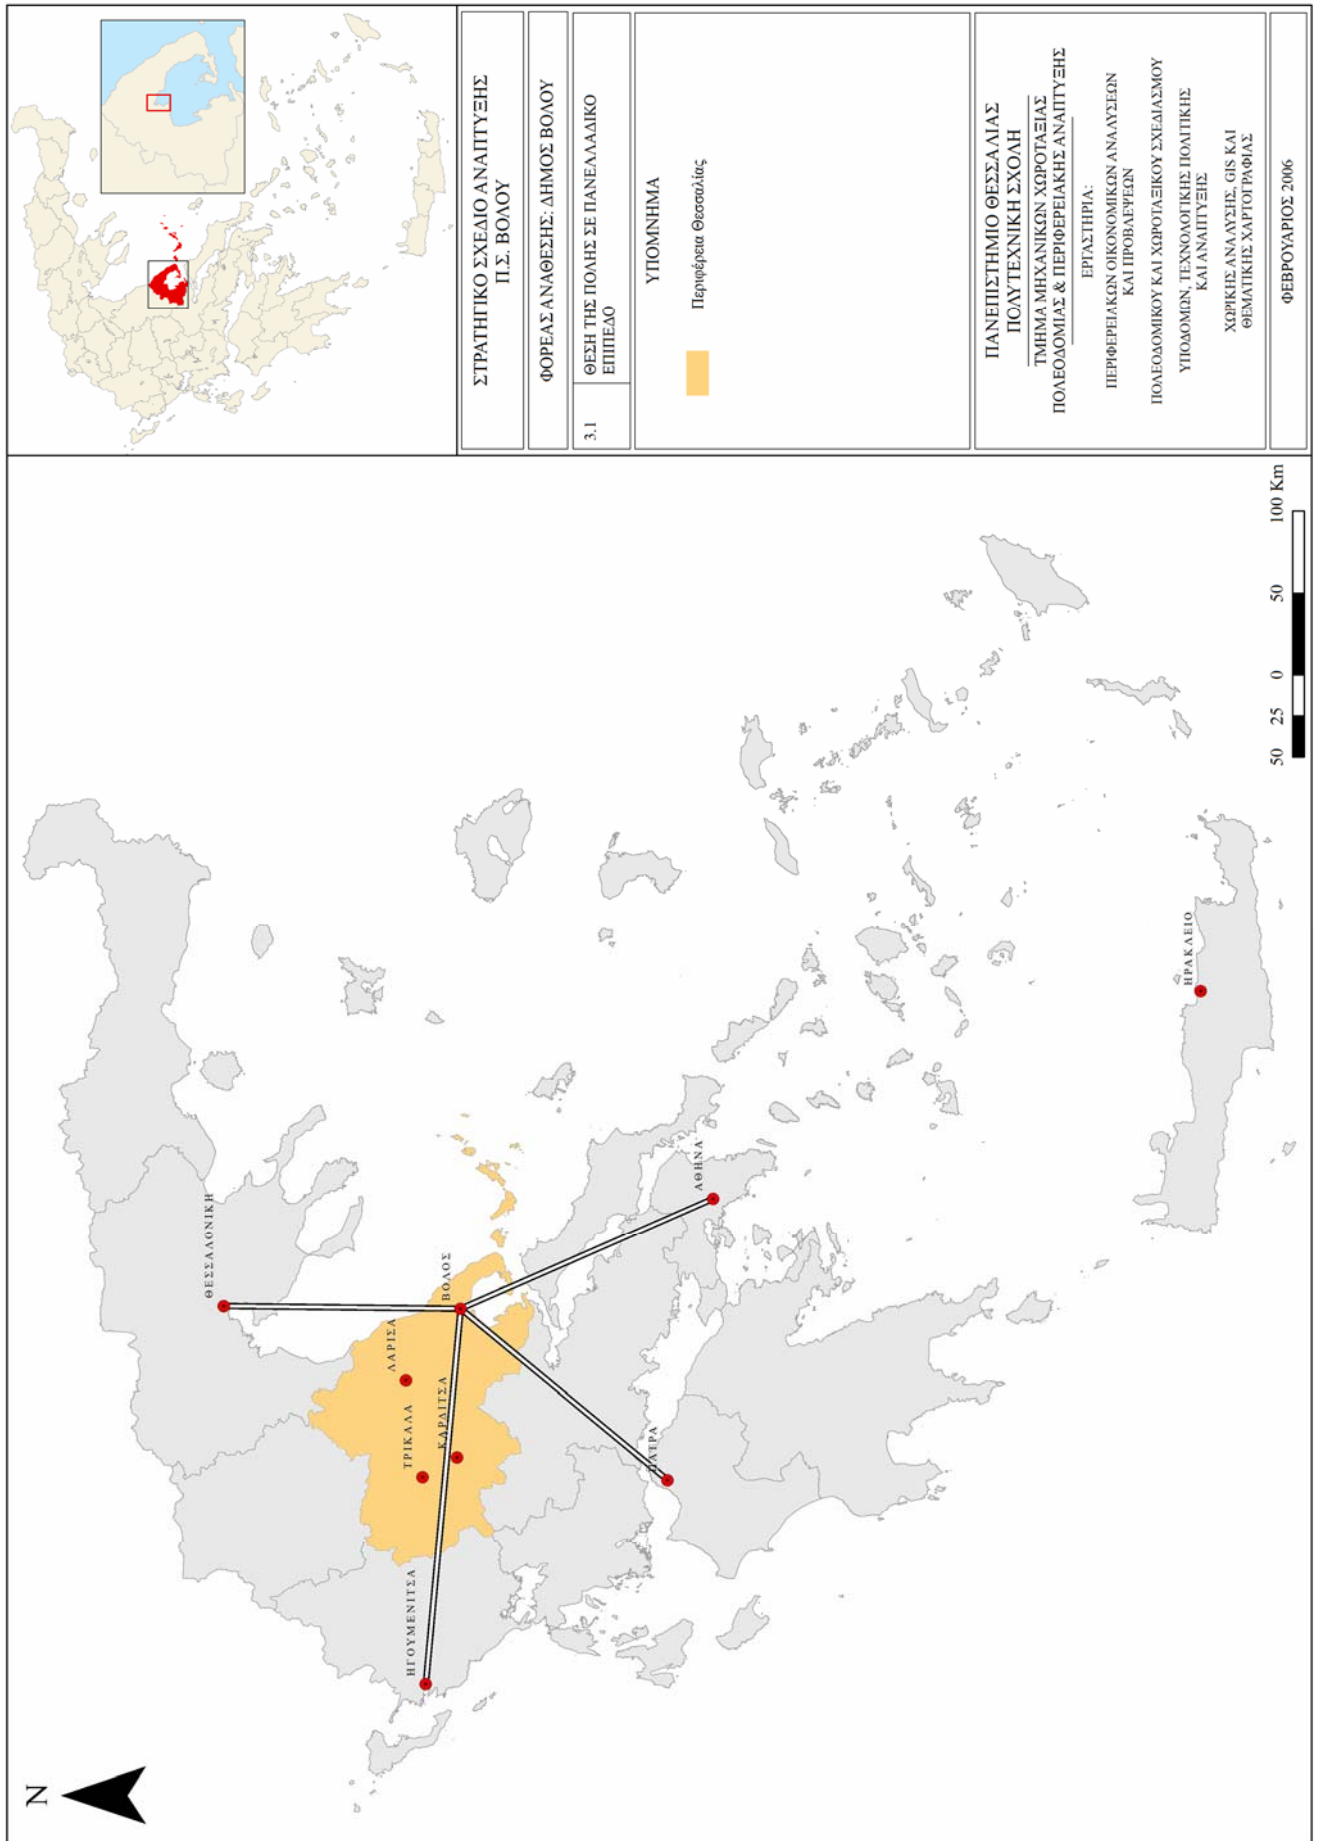 N
ΘΕΣΣΑΛΟΝΙΚΗ
ΛΑΡΙΣΑ
ΒΟΛΟΣ
ΤΡΙΚΑΛΑ
ΚΑΡΔΙΤΣΑ
ΗΓΟΥΜΕΝΙΤΣΑ
ΠΑΤΡΑ
ΑΘΗΝΑ
ΗΡΑΚΛΕΙΟ
50 25 0 50 100 Km
ΣΤΡΑΤΗΓΙΚΟ ΣΧΕΔΙΟ ΑΝΑΠΤΥΞΗΣ
Π.Σ. ΒΟΛΟΥ
ΦΟΡΕΑΣ ΑΝΑΘΕΣΗΣ: ΔΗΜΟΣ ΒΟΛΟΥ
3.1
ΘΕΣΗ ΤΗΣ ΠΟΛΗΣ ΣΕ ΠΑΝΕΛΛΑΔΙΚΟ
ΕΠΙΠΕΔΟ
ΥΠΟΜΝΗΜΑ
Περιφέρεια Θεσσαλίας
ΠΑΝΕΠΙΣΤΗΜΙΟ ΘΕΣΣΑΛΙΑΣ
ΠΟΛΥΤΕΧΝΙΚΗ ΣΧΟΛΗ
ΤΜΗΜΑ ΜΗΧΑΝΙΚΩΝ ΧΩΡΟΤΑΞΙΑΣ
ΠΟΛΕΟΔΟΜΙΑΣ & ΠΕΡΙΦΕΡΕΙΑΚΗΣ ΑΝΑΠΤΥΞΗΣ
ΕΡΓΑΣΤΗΡΙΑ:
ΠΕΡΙΦΕΡΕΙΑΚΩΝ ΟΙΚΟΝΟΜΙΚΩΝ ΑΝΑΛΥΣΕΩΝ
ΚΑΙ ΠΡΟΒΛΕΨΕΩΝ
ΠΟΛΕΟΔΟΜΙΚΟΥ ΚΑΙ ΧΩΡΟΤΑΞΙΚΟΥ ΣΧΕΔΙΑΣΜΟΥ
ΥΠΟΔΟΜΩΝ, ΤΕΧΝΟΛΟΓΙΚΗΣ ΠΟΛΙΤΙΚΗΣ
ΚΑΙ ΑΝΑΠΤΥΞΗΣ
ΧΩΡΙΚΗΣ ΑΝΑΛΥΣΗΣ, GIS ΚΑΙ
ΘΕΜΑΤΙΚΗΣ ΧΑΡΤΟΓΡΑΦΙΑΣ
ΦΕΒΡΟΥΑΡΙΟΣ 2006